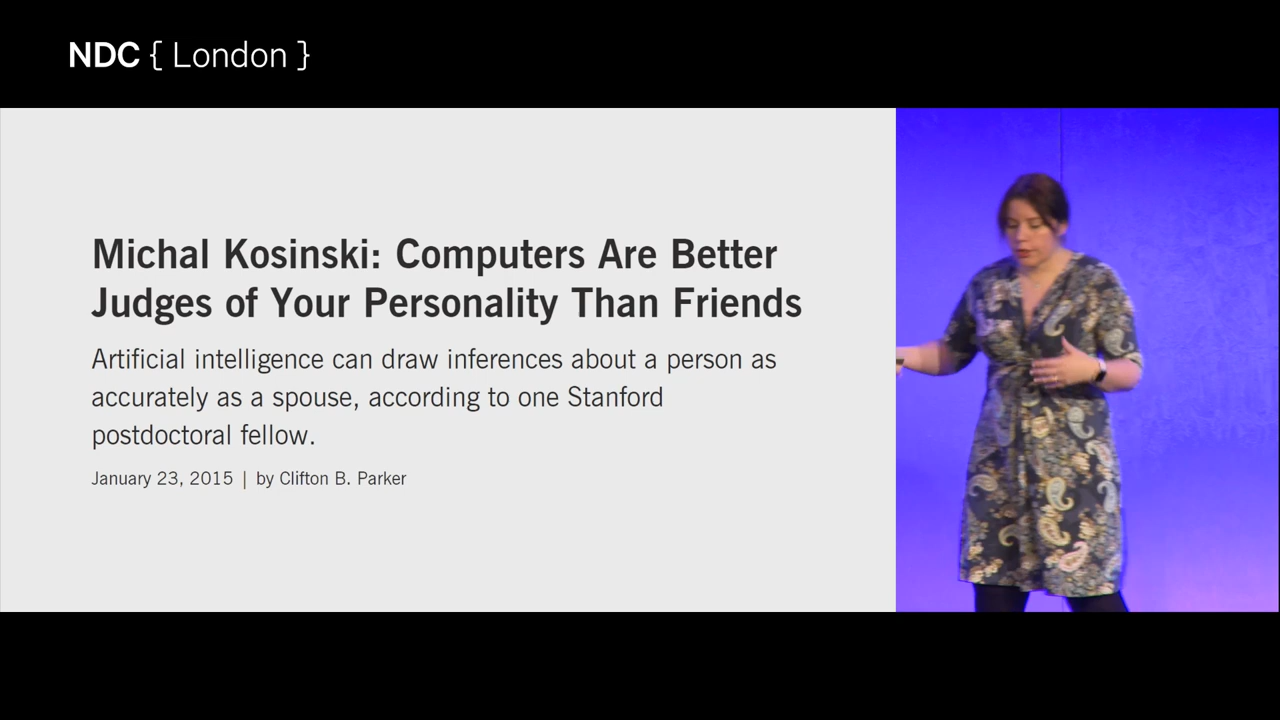 NDC { London }
Michal Kosinski: Computers Are Better
Judges of Your Personality Than Friends
Artificial intelligence can draw inferences about a person as
accurately as a spouse, according to one Stanford
postdoctoral fellow.
January 23, 2015 | by Clifton B. Parker